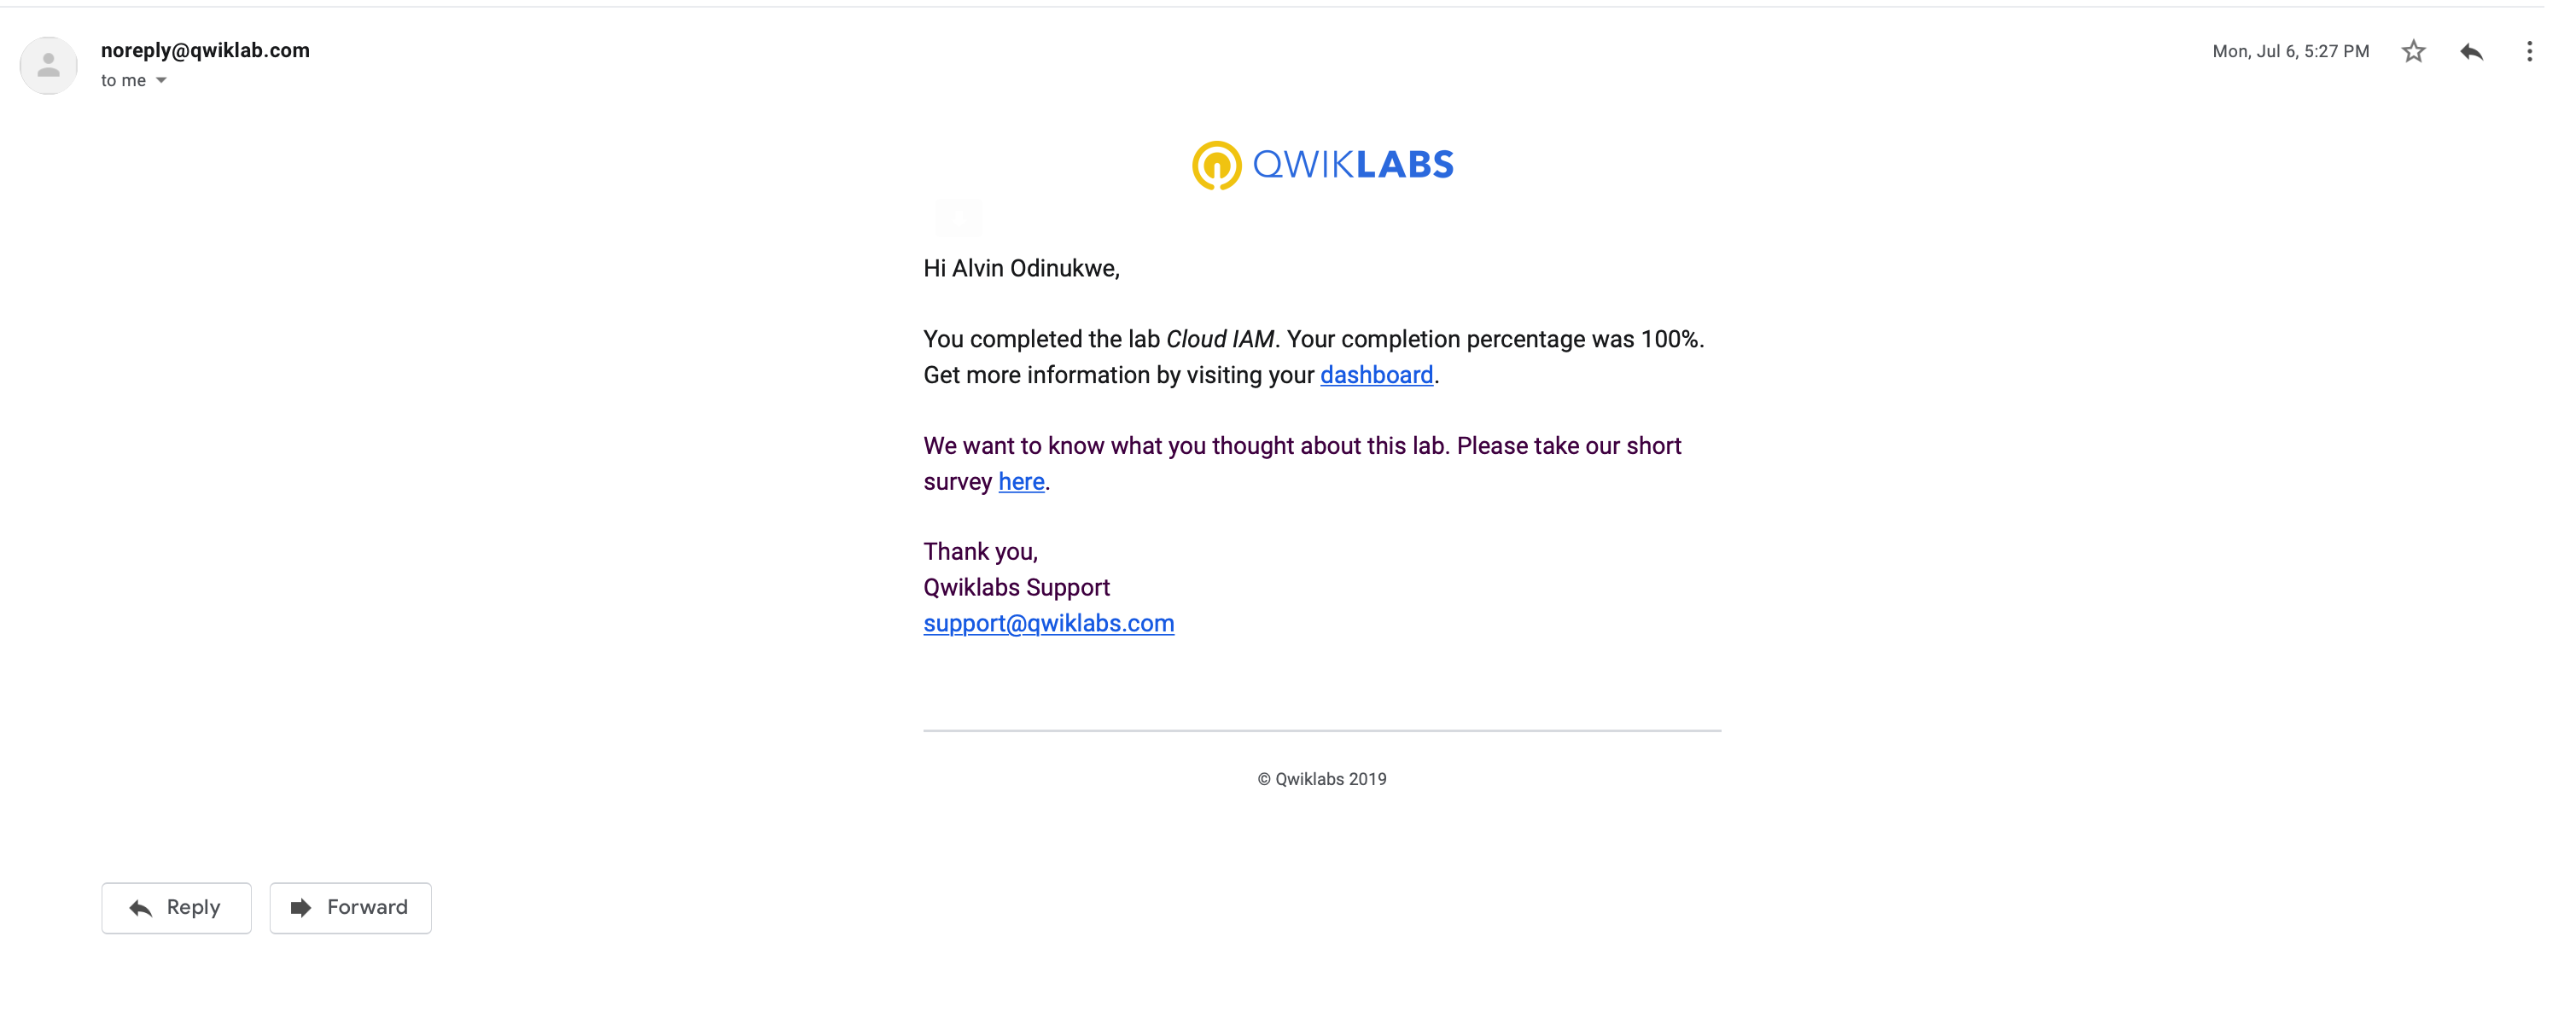 noreply@qwiklab.com
Mon, Jul 6, 5:27 PM
to me
QWIKLABS
Hi Alvin Odinukwe,
You completed the lab Cloud IAM. Your completion percentage was 100%.
Get more information by visiting your dashboard.
We want to know what you thought about this lab. Please take our short
survey here.
Thank you,
Qwiklabs Support
support@qwiklabs.com
© Qwiklabs 2019
Reply
Forward